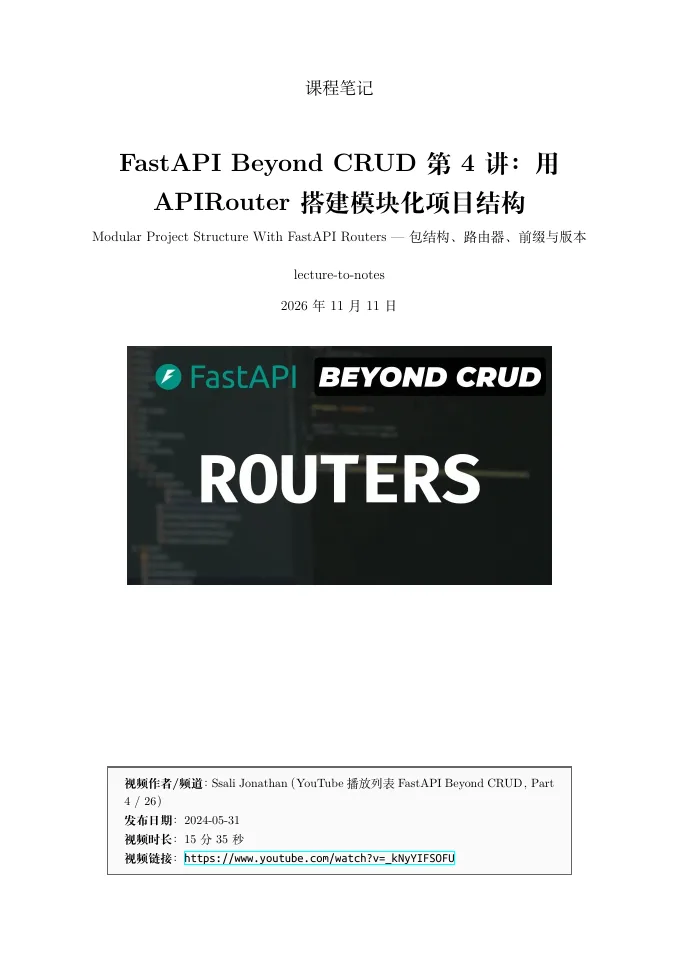 课程笔记
FastAPI Beyond CRUD 第 4 讲：用
APIRouter 搭建模块化项目结构
Modular Project Structure With FastAPI Routers — 包结构、路由器、前缀与版本
lecture-to-notes
2026 年 11 月 11 日
FastAPI BEYOND CRUD
ROUTERS
视频作者/频道：Ssali Jonathan (YouTube 播放列表 FastAPI Beyond CRUD, Part
4 / 26)
发布日期：2024-05-31
视频时长：15 分 35 秒
视频链接：https://www.youtube.com/watch?v=_kNyYIFSOFU